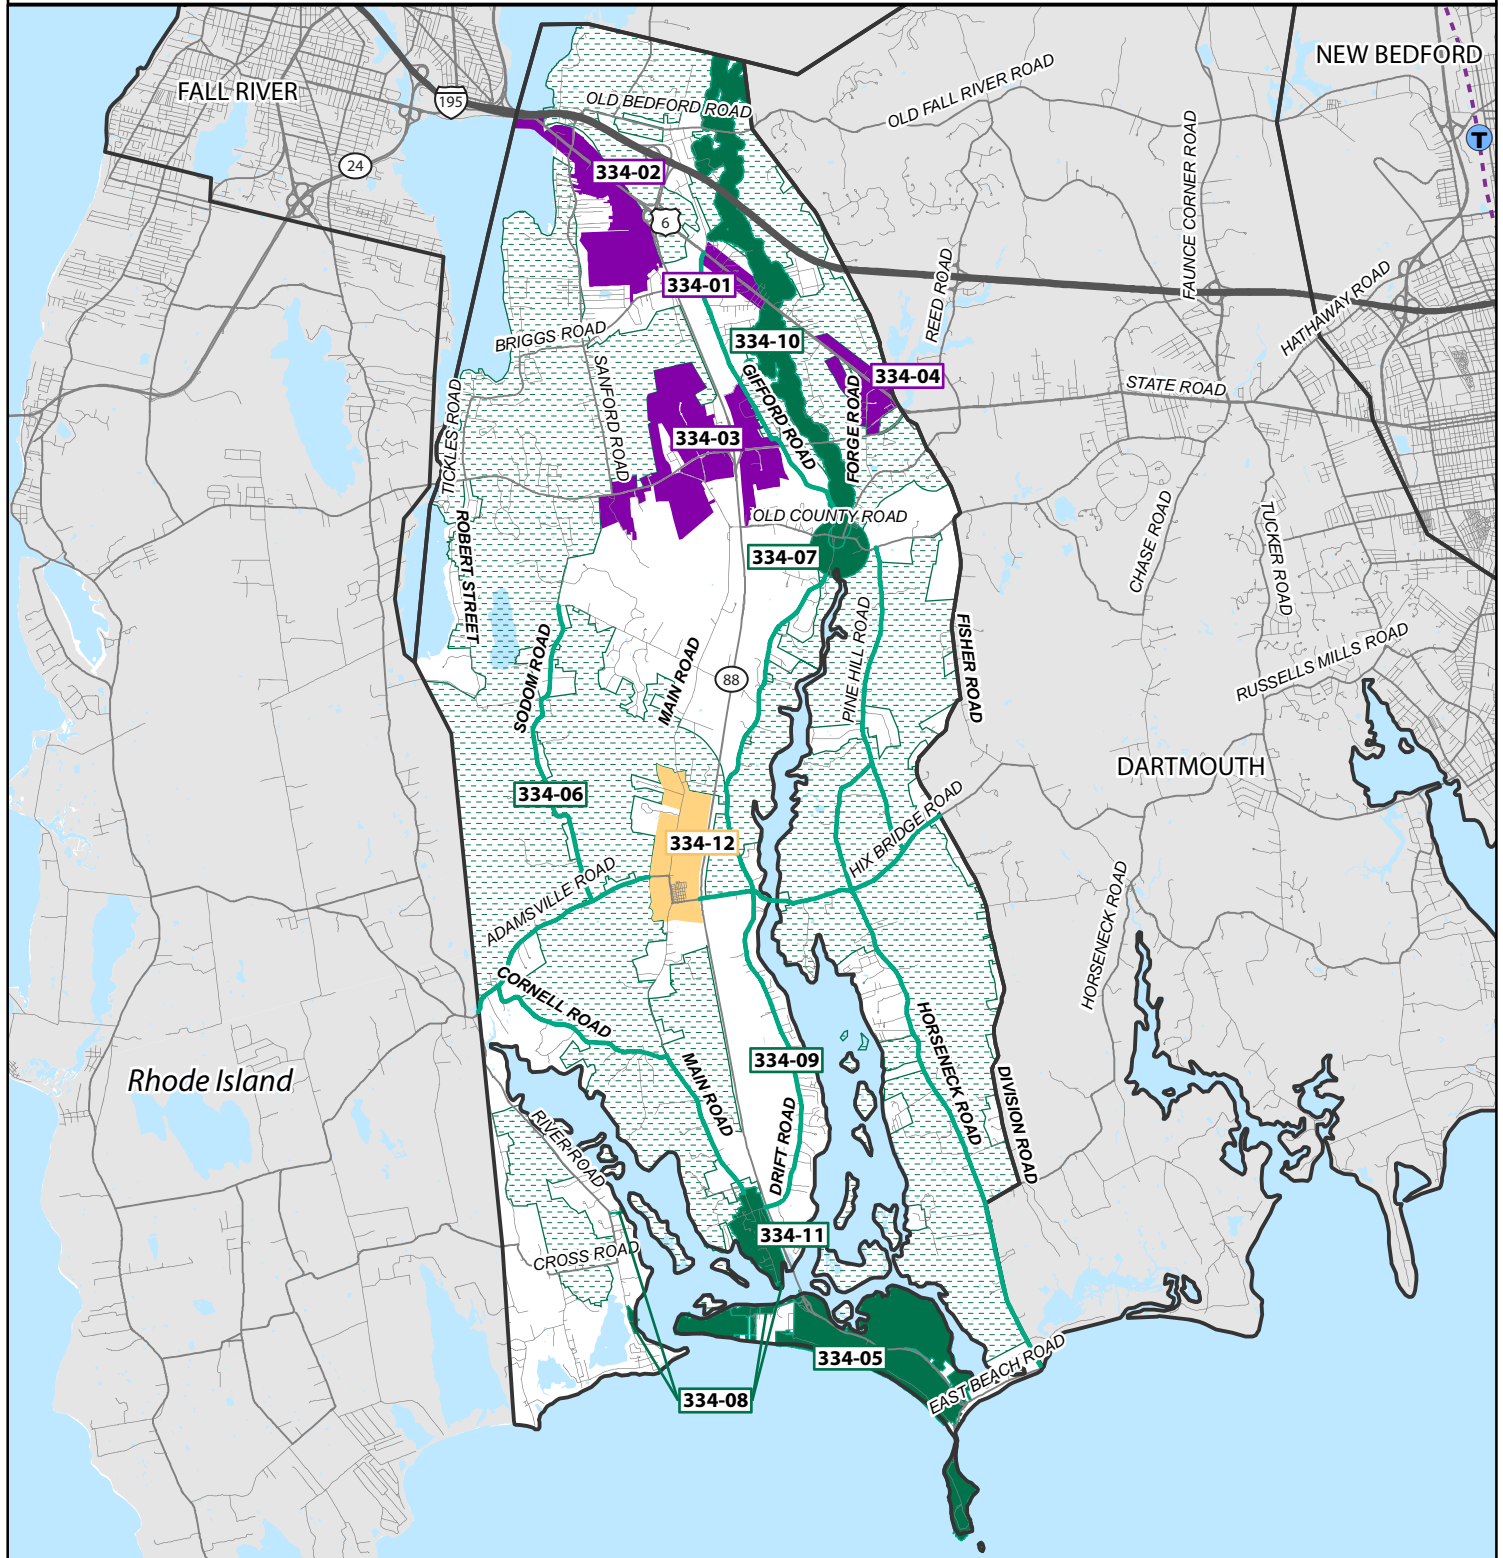 NEW BEDFORD
FALL RIVER
195
OLD BEDFORD ROAD
OLD FALL RIVER ROAD
T
24
334-02
FAUNCE CORNER ROAD
6
334-01
REED ROAD
HATHAWAY ROAD
BRIGGS ROAD
334-10
334-04
STATE ROAD
TICKLES ROAD
SANFORD ROAD
GIFFORD ROAD
FORGE ROAD
334-03
OLD COUNTY ROAD
CHASE ROAD
TUCKER ROAD
ROBERT STREET
334-07
PINE HILL ROAD
FISHER ROAD
SODOM ROAD
MAIN ROAD
88
RUSSELLS MILLS ROAD
DARTMOUTH
334-06
334-12
HIX BRIDGE ROAD
ADAMSVILLE ROAD
HORSENECK ROAD
CORNELL ROAD
334-09
HORSENECK ROAD
Rhode Island
MAIN ROAD
DIVISION ROAD
RIVER ROAD
DRIFT ROAD
334-11
CROSS ROAD
334-05
EAST BEACH ROAD
334-08